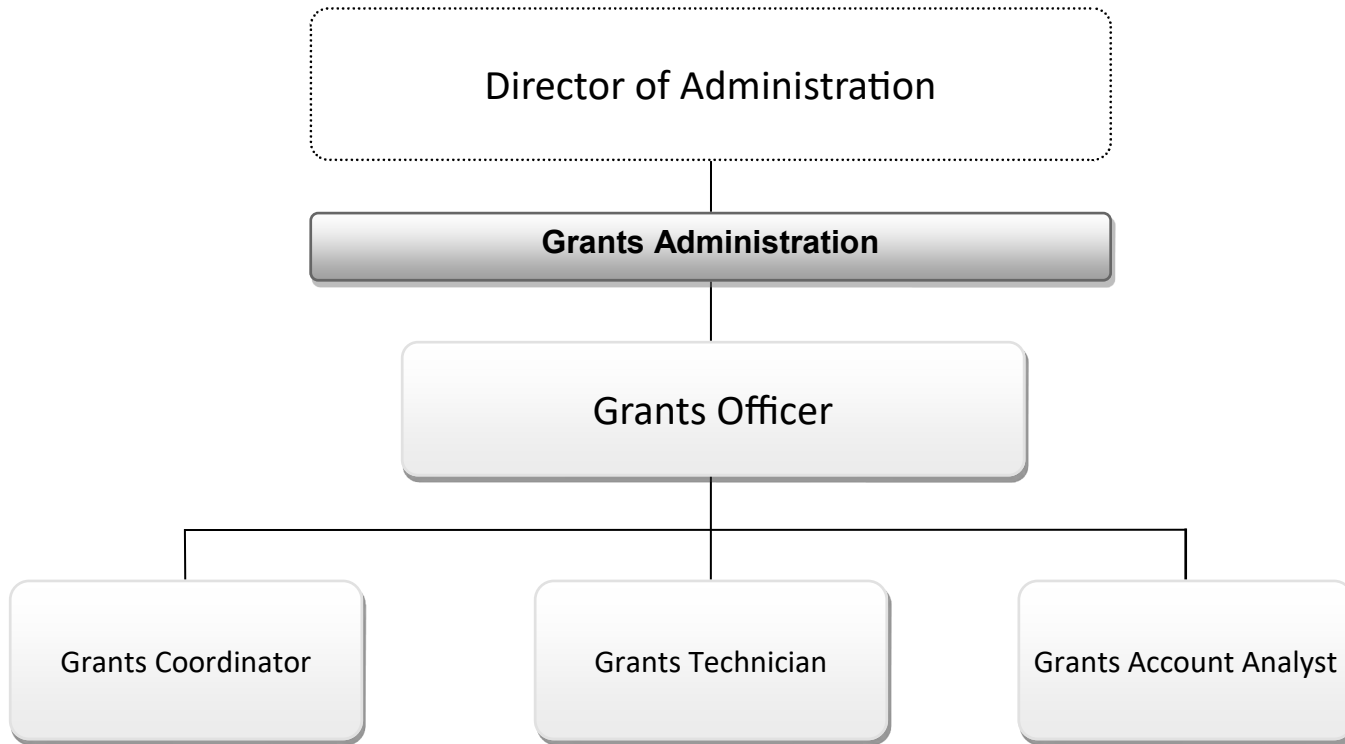 Director of Administration
Grants Administration
Grants Officer
Grants Coordinator
Grants Technician
Grants Account Analyst